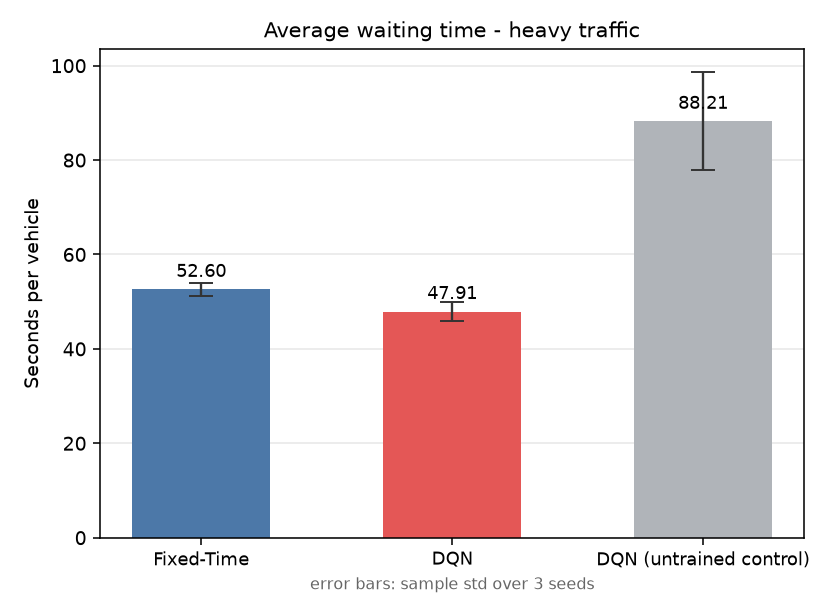 Average waiting time - heavy traffic
Seconds per vehicle
100
80
60
40
20
0
52.60
47.91
88.21
Fixed-Time
DQN
DQN (untrained control)
error bars: sample std over 3 seeds